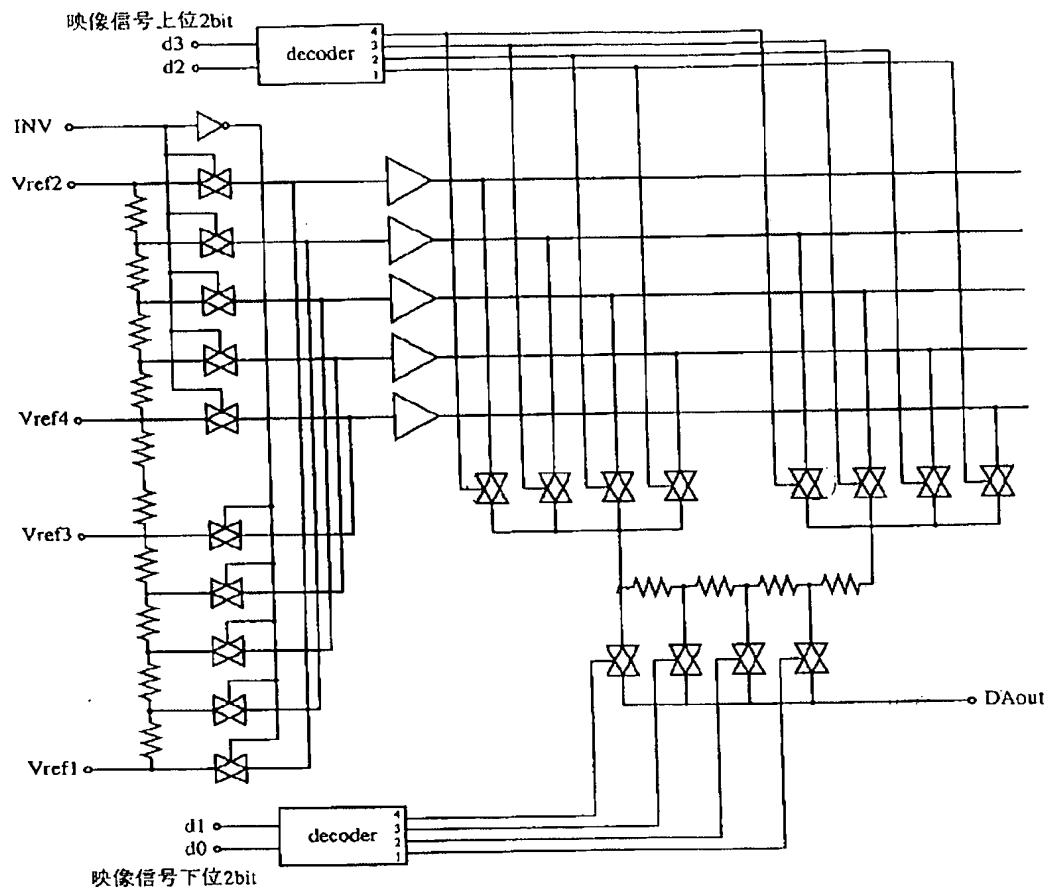 映像信号上位2bit
d3
d2
decoder
4
3
2
1
INV
Vref2
Vref4
Vref3
Vref1
DAout
d1
d0
decoder
4
3
2
1
映像信号下位2bit